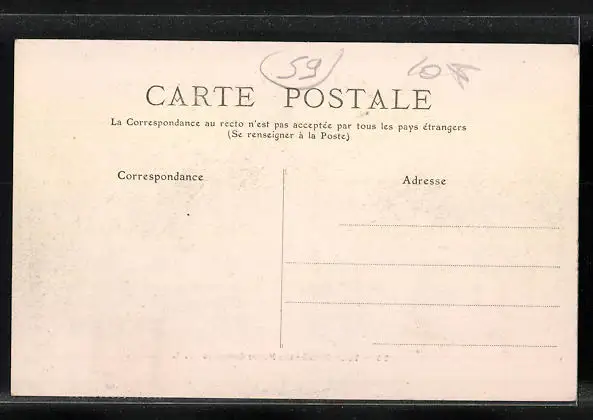 59
CARTE POSTALE
La Correspondance au recto n'est pas acceptée par tous les pays étrangers
(Se renseigner à la Poste)
Correspondance
Adresse